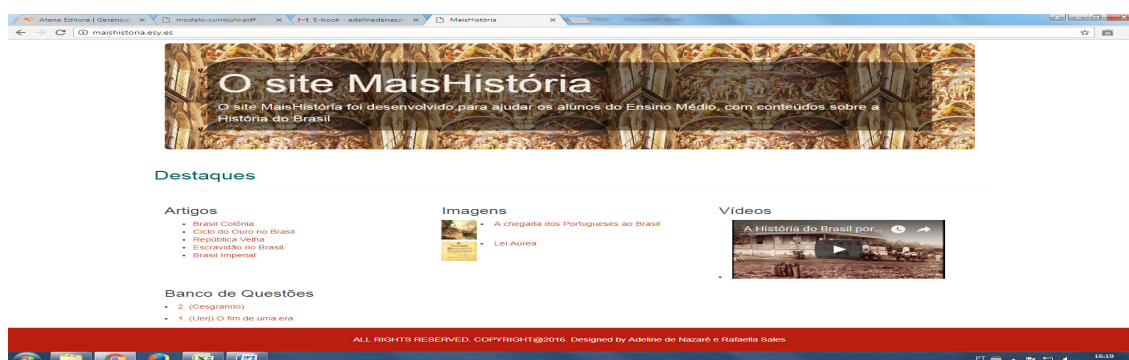 Atena Editora | Gerencia
modelo-curriculo.pdf
E-book - adelinedenazar
MaisHistória
maishistoria.esy.es
O site MaisHistória
O site MaisHistória foi desenvolvido para ajudar os alunos do Ensino Médio, com conteúdos sobre a
História do Brasil
Destaques
Artigos
Brasil Colônia
Ciclo do Ouro no Brasil
República Velha
Escravidão no Brasil
Brasil Imperial
Imagens
A chegada dos Portugueses ao Brasil
Lei Aurea
Vídeos
A História do Brasil por...
Banco de Questões
2. (Cesgranrio)
1. (Uerj) O fim de uma era
ALL RIGHTS RESERVED. COPYRIGHT@2016. Designed by Adeline de Nazaré e Rafaella Sales
PT
16:19